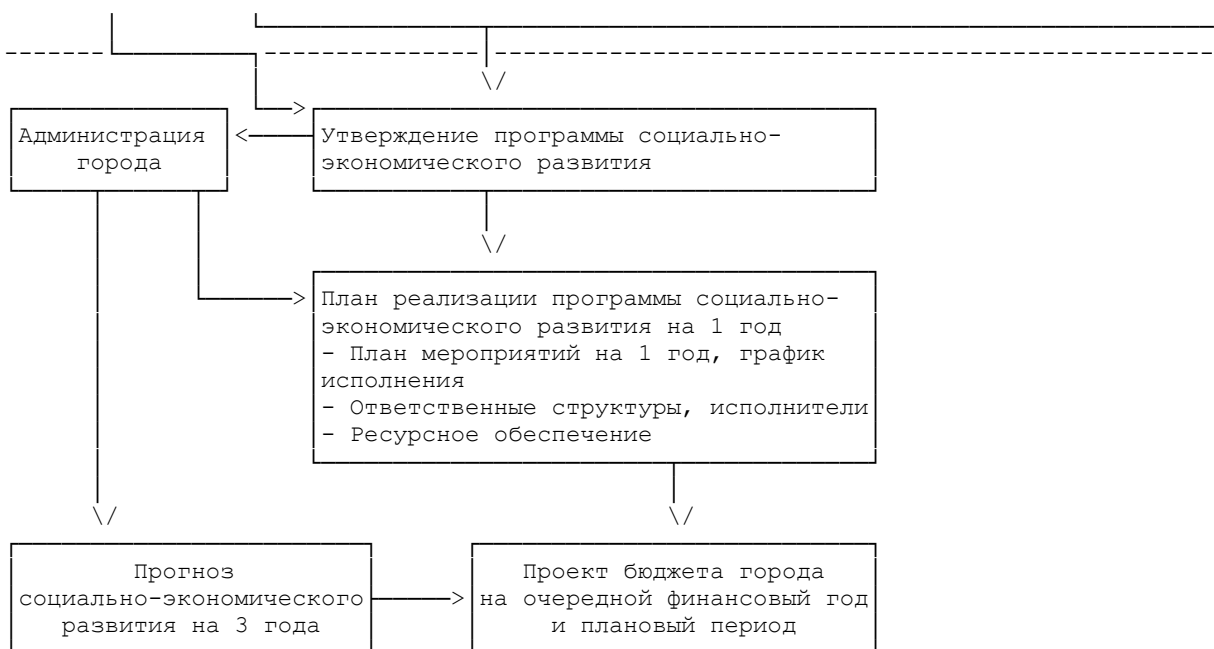 Администрация
города
Утверждение программы социально-
экономического развития
План реализации программы социально-
экономического развития на 1 год
- План мероприятий на 1 год, график
исполнения
- Ответственные структуры, исполнители
- Ресурсное обеспечение
Прогноз
социально-экономического
развития на 3 года
Проект бюджета города
на очередной финансовый год
и плановый период